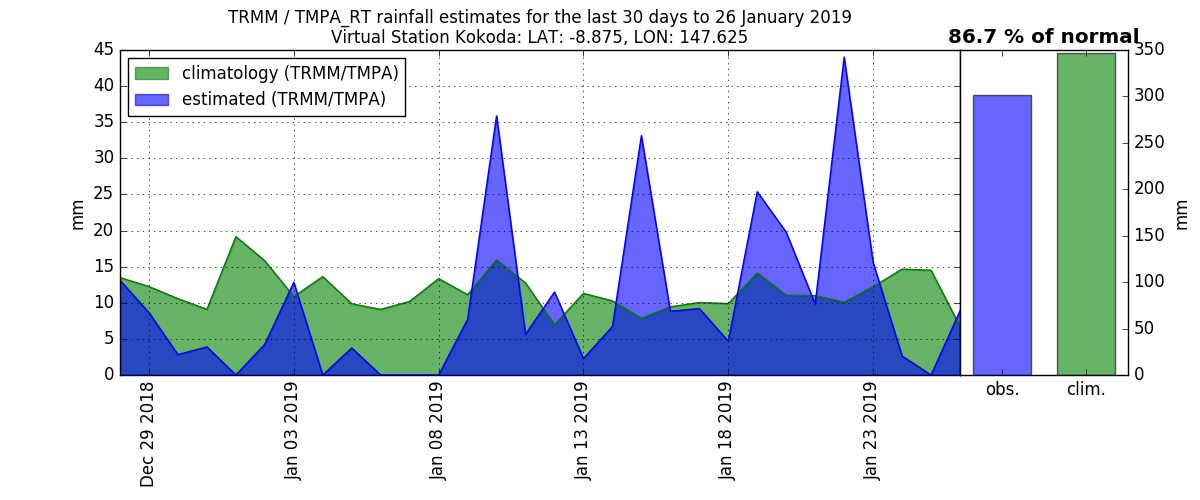 TRMM / TMPA_RT rainfall estimates for the last 30 days to 26 January 2019
Virtual Station Kokoda: LAT: -8.875, LON: 147.625
86.7 % of normal
climatology (TRMM/TMPA)
estimated (TRMM/TMPA)
45
40
35
30
25
20
15
10
5
0
mm
Dec 29 2018
Jan 03 2019
Jan 08 2019
Jan 13 2019
Jan 18 2019
Jan 23 2019
obs.
clim.
350
300
250
200
150
100
50
0
mm